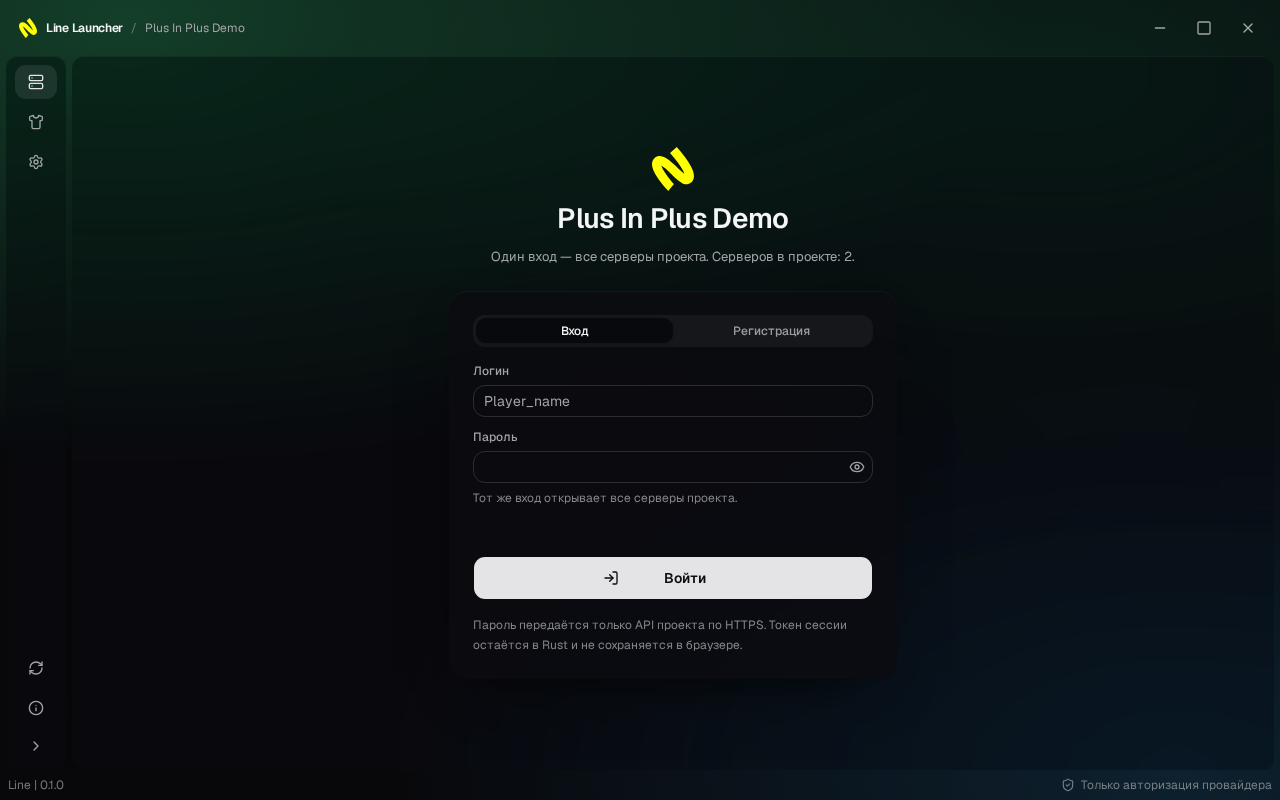 Line Launcher / Plus In Plus Demo
Plus In Plus Demo
Один вход — все серверы проекта. Серверов в проекте: 2.
Вход Регистрация
Логин
Player_name
Пароль
Тот же вход открывает все серверы проекта.
Войти
Пароль передаётся только API проекта по HTTPS. Токен сессии
остаётся в Rust и не сохраняется в браузере.
Line | 0.1.0 Только авторизация провайдера